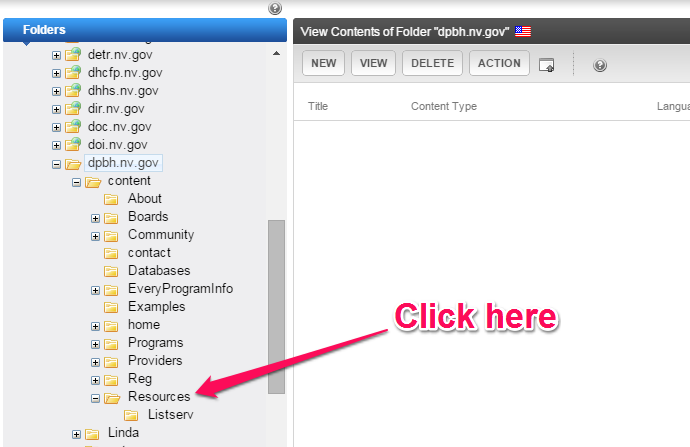 Folders
detr.nv.gov
dhcfp.nv.gov
dhhs.nv.gov
dir.nv.gov
doc.nv.gov
doi.nv.gov
dpbh.nv.gov
content
About
Boards
Community
contact
Databases
EveryProgramInfo
Examples
home
Programs
Providers
Reg
Resources
Listserv
Linda
View Contents of Folder "dpbh.nv.gov"
NEW VIEW DELETE ACTION
Title Content Type
Click here